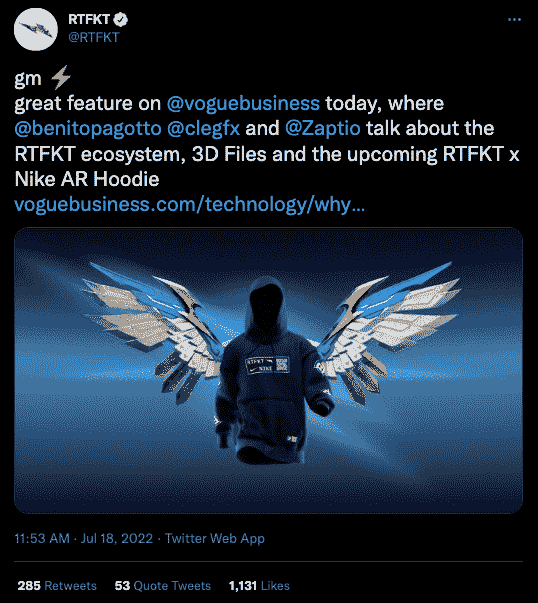 RTFKT
@RTFKT
gm ⚡
great feature on @voguebusiness today, where
@benitopagotto @clegfx and @Zaptio talk about the
RTFKT ecosystem, 3D Files and the upcoming RTFKT x
Nike AR Hoodie
voguebusiness.com/technology/why...
RTFKT
NIKE
11:53 AM · Jul 18, 2022 · Twitter Web App
285 Retweets 53 Quote Tweets 1,131 Likes